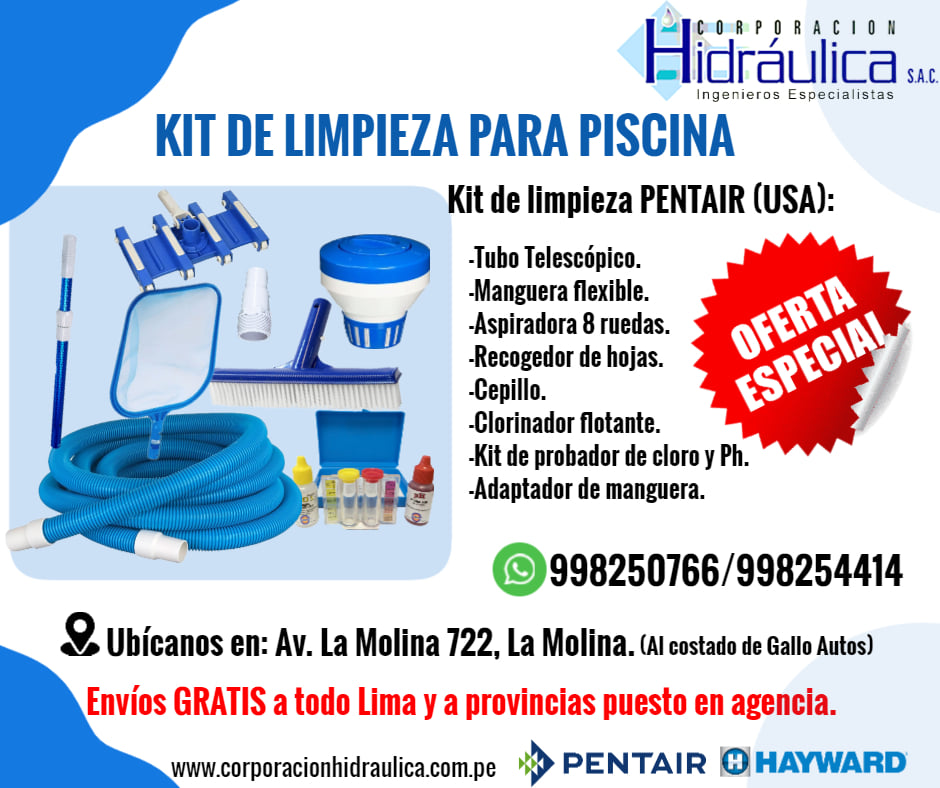 CORPORACION
Hidráulica S.A.C.
Ingenieros Especialistas
KIT DE LIMPIEZA PARA PISCINA
Kit de limpieza PENTAIR (USA):
-Tubo Telescópico.
-Manguera flexible.
-Aspiradora 8 ruedas.
-Recogedor de hojas.
-Cepillo.
-Clorinador flotante.
-Kit de probador de cloro y Ph.
-Adaptador de manguera.
OFERTA
ESPECIAL
998250766/998254414
Ubícanos en: Av. La Molina 722, La Molina. (Al costado de Gallo Autos)
Envíos GRATIS a todo Lima y a provincias puesto en agencia.
www.corporacionhidraulica.com.pe
PENTAIR
H HAYWARD®